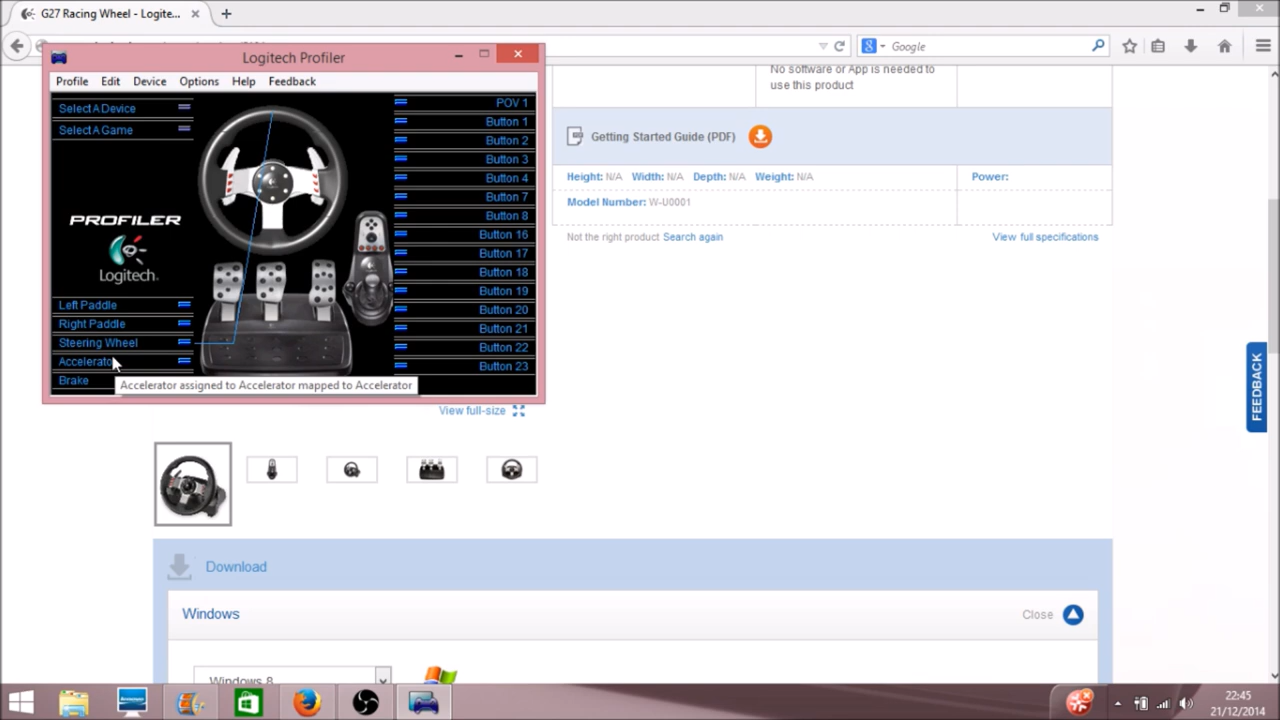 G27 Racing Wheel - Logite...
Google
Logitech Profiler
Profile Edit Device Options Help Feedback
Select A Device
Select A Game
PROFILER
Logitech
Left Paddle
Right Paddle
Steering Wheel
Accelerator
Brake
Accelerator assigned to Accelerator mapped to Accelerator
POV 1
Button 1
Button 2
Button 3
Button 4
Button 7
Button 8
Button 16
Button 17
Button 18
Button 19
Button 20
Button 21
Button 22
Button 23
No software or App is needed to
use this product
Getting Started Guide (PDF)
Height: N/A Width: N/A Depth: N/A Weight: N/A
Power:
Model Number: W-U0001
Not the right product Search again
View full specifications
View full-size
FEEDBACK
Download
Windows
Close
Windows 8
22:45
21/12/2014